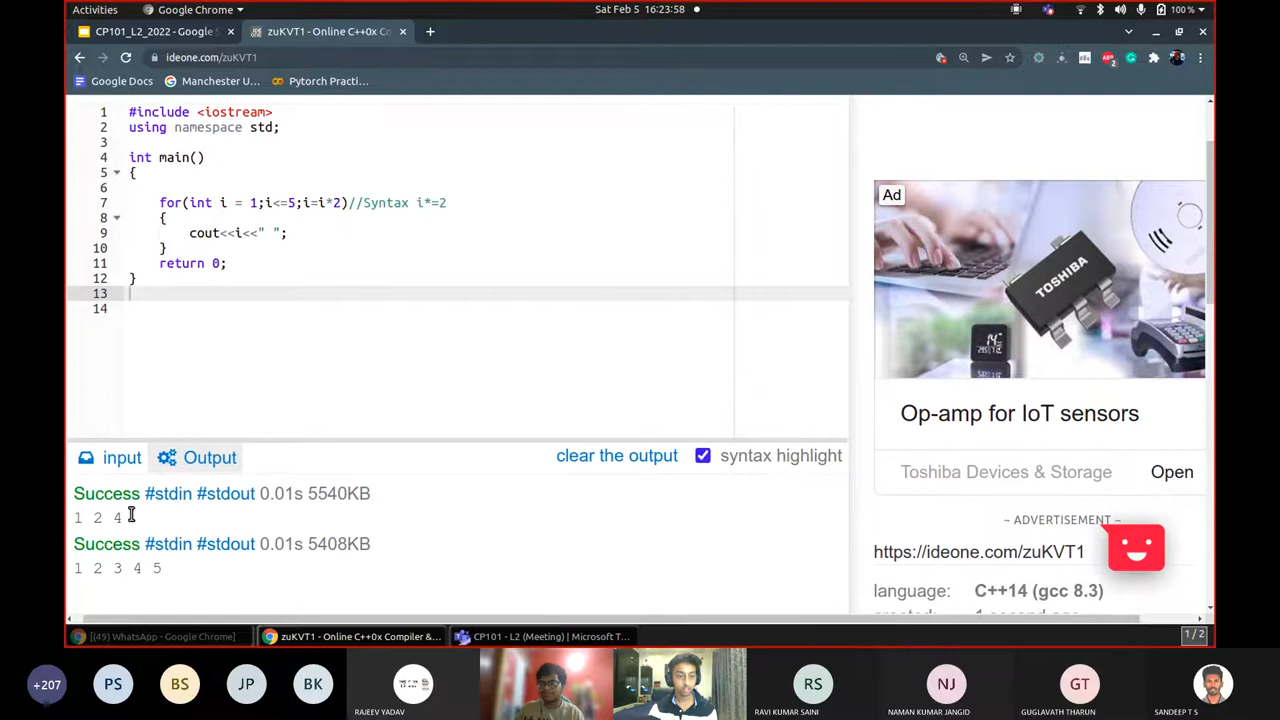 Activities
Google Chrome
Sat Feb 5 16:23:58
100 %
CP101_L2_2022 - Google S
zuKVT1 - Online C++0x Co
ideone.com/zuKVT1
Google Docs
Manchester U...
Pytorch Practi...
1 #include <iostream>
2 using namespace std;
3
4 int main()
5 {
6
7 for(int i = 1;i<=5;i=i*2)//Syntax i*=2
8 {
9 cout<<i<<" ";
10 }
11 return 0;
12 }
13
14
Ad
TOSHIBA
Op-amp for IoT sensors
Toshiba Devices & Storage
Open
~ ADVERTISEMENT ~
https://ideone.com/zuKVT1
language: C++14 (gcc 8.3)
input
Output
clear the output
syntax highlight
Success #stdin #stdout 0.01s 5540KB
1 2 4
Success #stdin #stdout 0.01s 5408KB
1 2 3 4 5
[(49) WhatsApp - Google Chrome]
zuKVT1 - Online C++0x Compiler &...
CP101 - L2 (Meeting) | Microsoft T...
1 / 2
+207
PS
BS
JP
BK
RAJEEV YADAV
RS
RAVI KUMAR SAINI
NJ
NAMAN KUMAR JANGID
GT
GUGLAVATH THARUN
SANDEEP T S